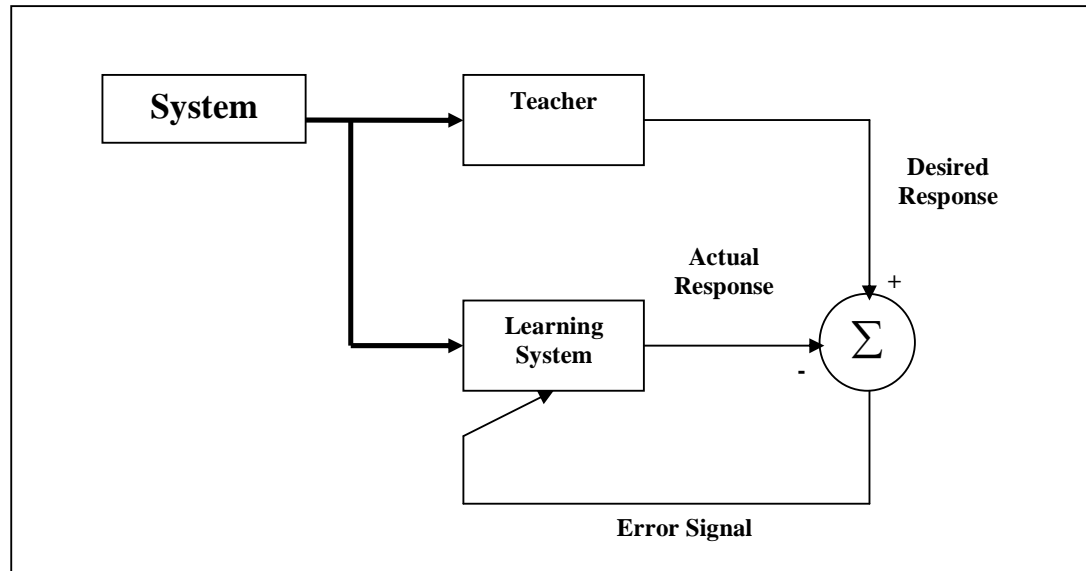 System
Teacher
Desired
Response
Actual
Response
+
Learning
System
Σ
-
Error Signal